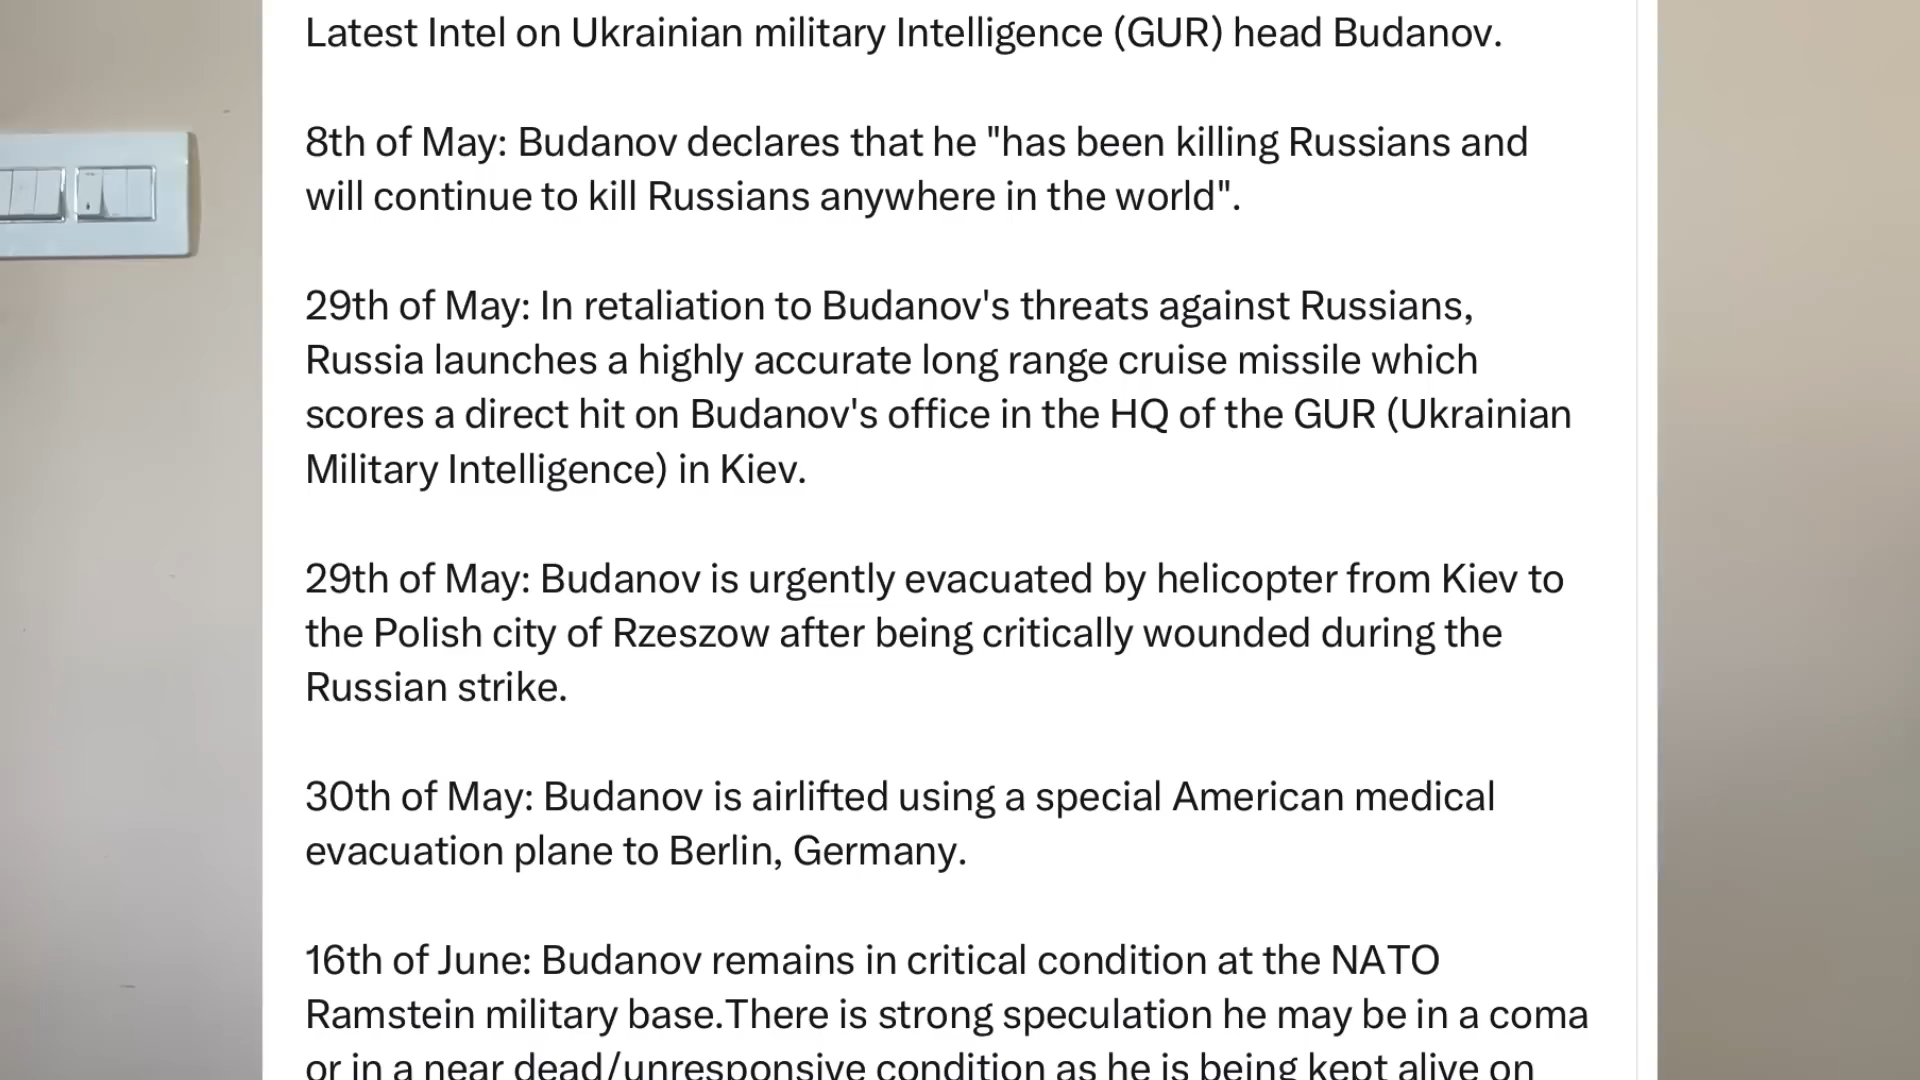 Latest Intel on Ukrainian military Intelligence (GUR) head Budanov.
8th of May: Budanov declares that he "has been killing Russians and
will continue to kill Russians anywhere in the world".
29th of May: In retaliation to Budanov's threats against Russians,
Russia launches a highly accurate long range cruise missile which
scores a direct hit on Budanov's office in the HQ of the GUR (Ukrainian
Military Intelligence) in Kiev.
29th of May: Budanov is urgently evacuated by helicopter from Kiev to
the Polish city of Rzeszow after being critically wounded during the
Russian strike.
30th of May: Budanov is airlifted using a special American medical
evacuation plane to Berlin, Germany.
16th of June: Budanov remains in critical condition at the NATO
Ramstein military base.There is strong speculation he may be in a coma
or in a near dead/unresponsive condition as he is being kept alive on